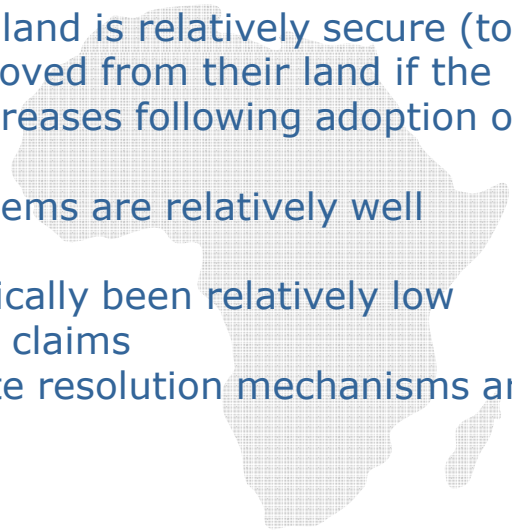 land is relatively secure (to
oved from their land if the
reases following adoption o
ems are relatively well
ically been relatively low
claims
te resolution mechanisms a